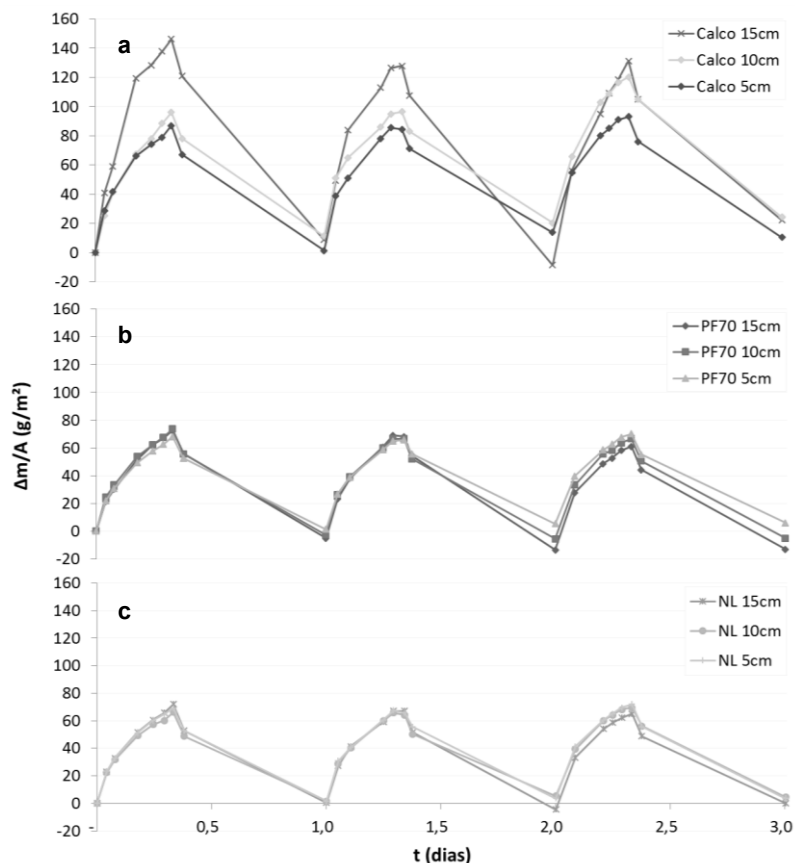 160
140
120
100
80
60
40
20
0
-20
a
Calco 15cm
Calco 10cm
Calco 5cm
160
140
120
100
80
60
40
20
0
-20
b
PF70 15cm
PF70 10cm
PF70 5cm
Δm/A (g/m²)
160
140
120
100
80
60
40
20
0
-20
c
NL 15cm
NL 10cm
NL 5cm
- 0,5 1,0 1,5 2,0 2,5 3,0
t (dias)